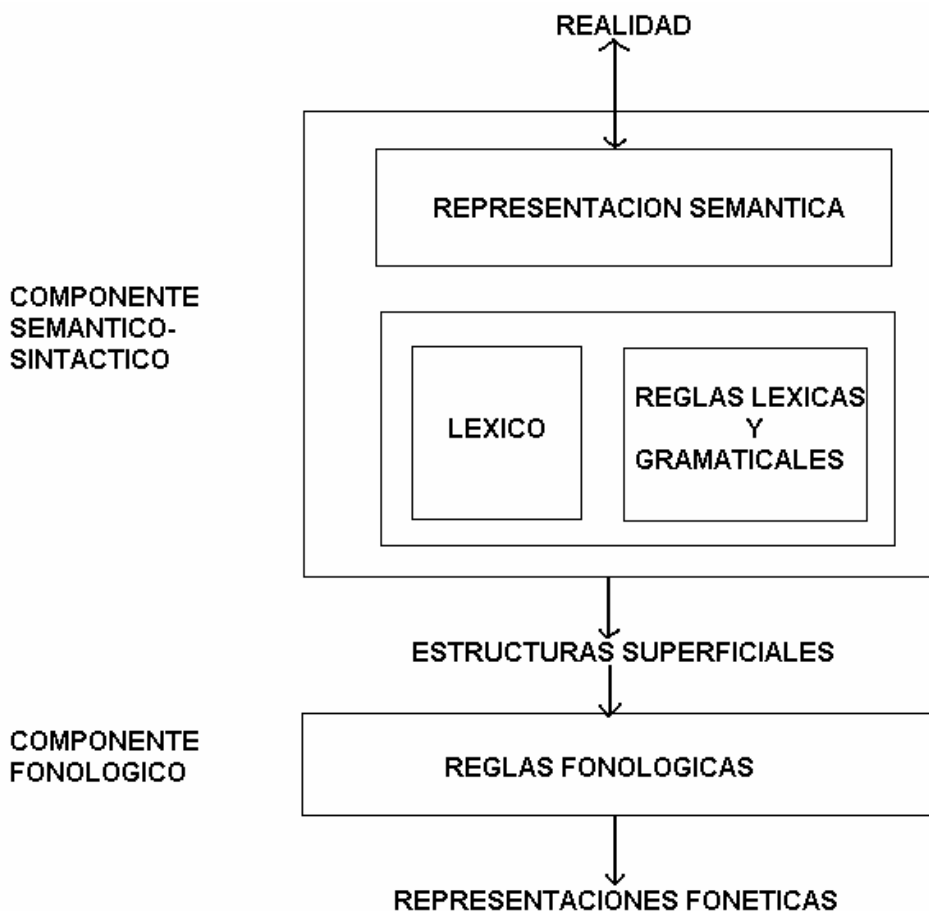 REALIDAD
REPRESENTACION SEMANTICA
COMPONENTE
SEMANTICO-
SINTACTICO
LEXICO
REGLAS LEXICAS
Y
GRAMATICALES
ESTRUCTURAS SUPERFICIALES
COMPONENTE
FONOLOGICO
REGLAS FONOLOGICAS
REPRESENTACIONES FONETICAS